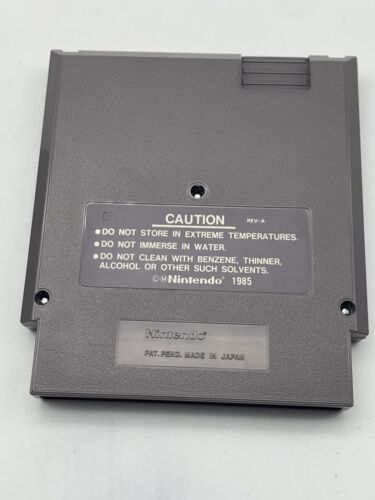 CAUTION REV-A
•DO NOT STORE IN EXTREME TEMPERATURES.
•DO NOT IMMERSE IN WATER.
•DO NOT CLEAN WITH BENZENE, THINNER,
ALCOHOL OR OTHER SUCH SOLVENTS.
©ⓂNintendo® 1985
Nintendo®
PAT. PEND. MADE IN JAPAN